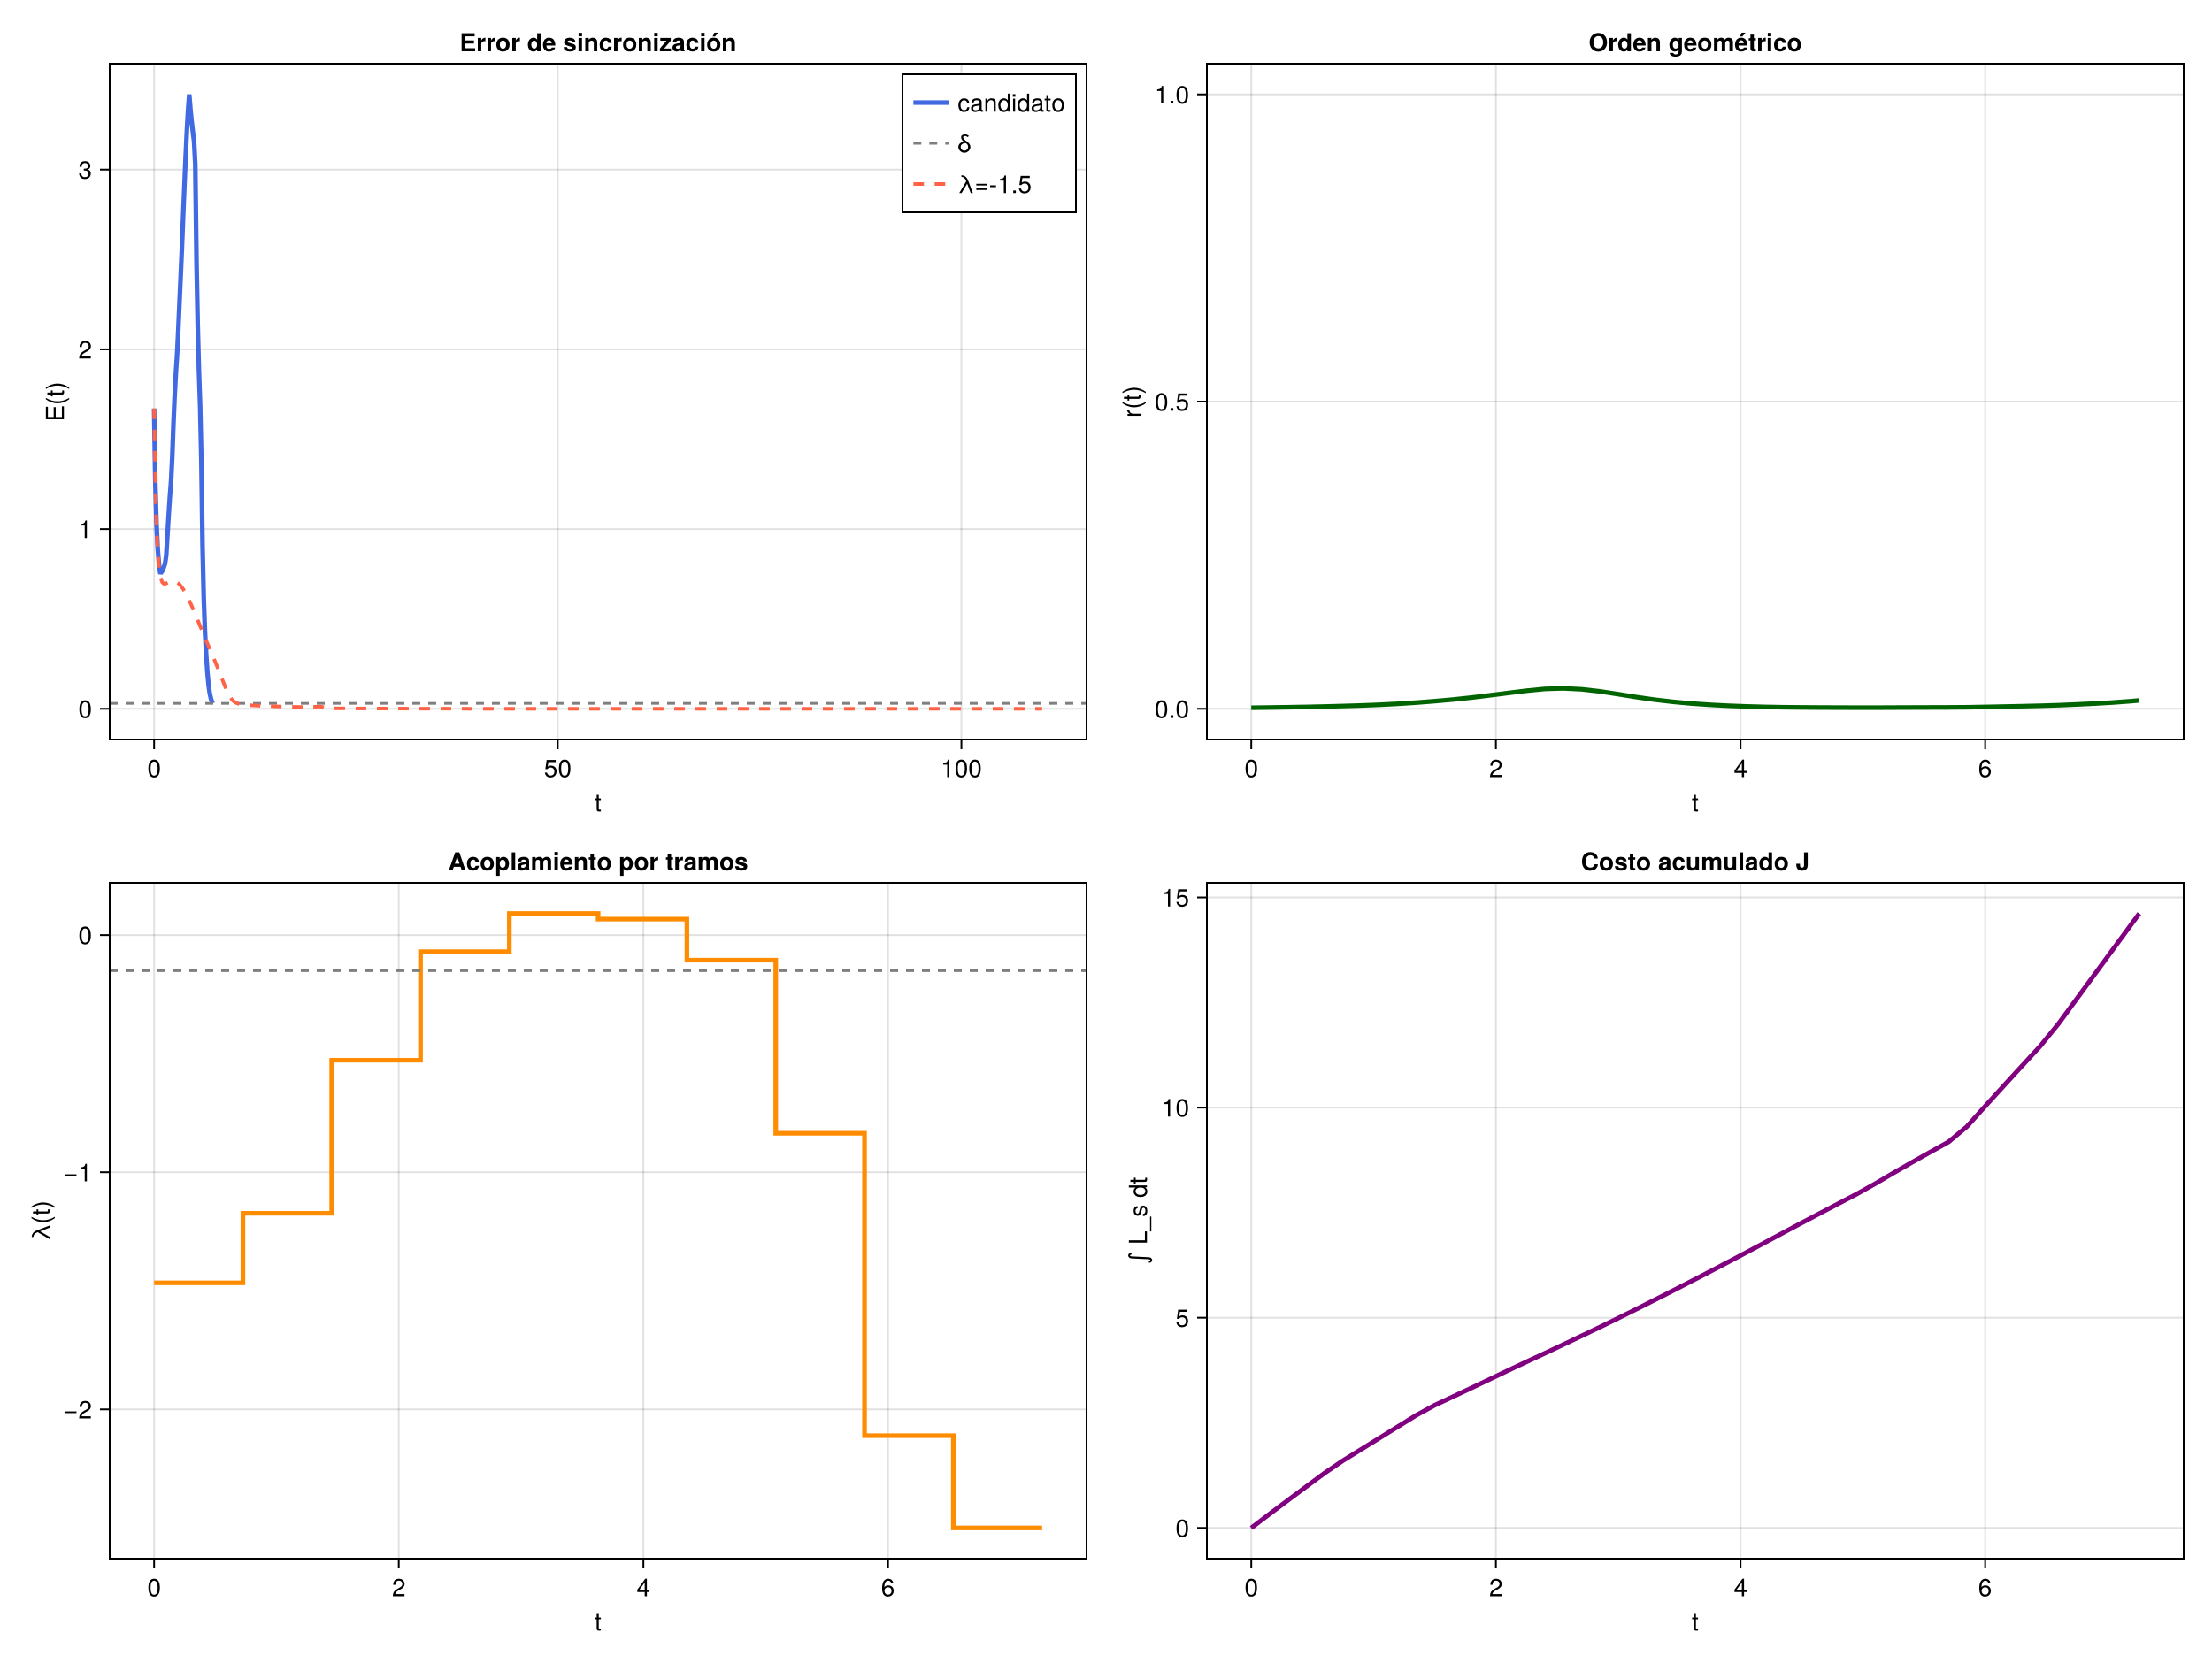 Error de sincronización
E(t)
3
2
1
0
candidato
δ
λ=-1.5
0 50 100
t
Orden geométrico
r(t)
1.0
0.5
0.0
0 2 4 6
t
Acoplamiento por tramos
λ(t)
0
−1
−2
0 2 4 6
t
Costo acumulado J
∫ L_s dt
15
10
5
0
0 2 4 6
t